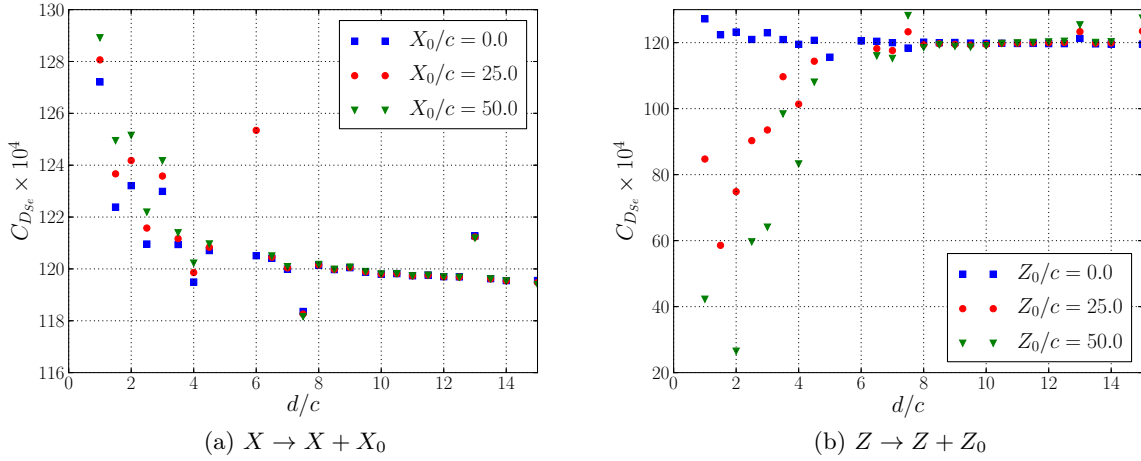 130
128
126
124
122
120
118
116
0
2
4
6
8
10
12
14
d/c
C_{D_{Se}} × 10^4
X_0/c = 0.0
X_0/c = 25.0
X_0/c = 50.0
(a) X → X + X_0
120
100
80
60
40
20
0
2
4
6
8
10
12
14
d/c
C_{D_{Se}} × 10^4
Z_0/c = 0.0
Z_0/c = 25.0
Z_0/c = 50.0
(b) Z → Z + Z_0